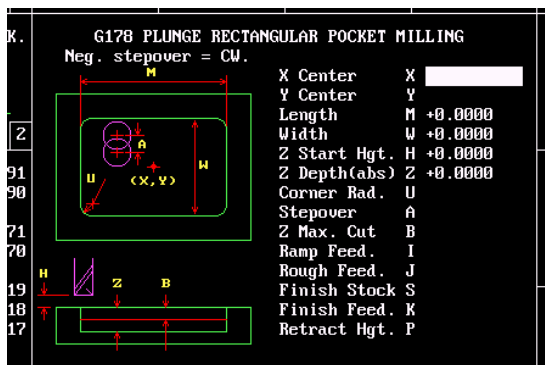 K. G178 PLUNGE RECTANGULAR POCKET MILLING
Neg. stepover = CW.
M
X Center X
Y Center Y
Length M +0.0000
2 A Width W +0.0000
W Z Start Hgt. H +0.0000
91 U (X,Y) Z Depth(abs) Z +0.0000
90 Corner Rad. U
Stepover A
71 Z Max. Cut B
70 Ramp Feed. I
H Rough Feed. J
19 Z B Finish Stock S
18 Finish Feed. K
17 Retract Hgt. P